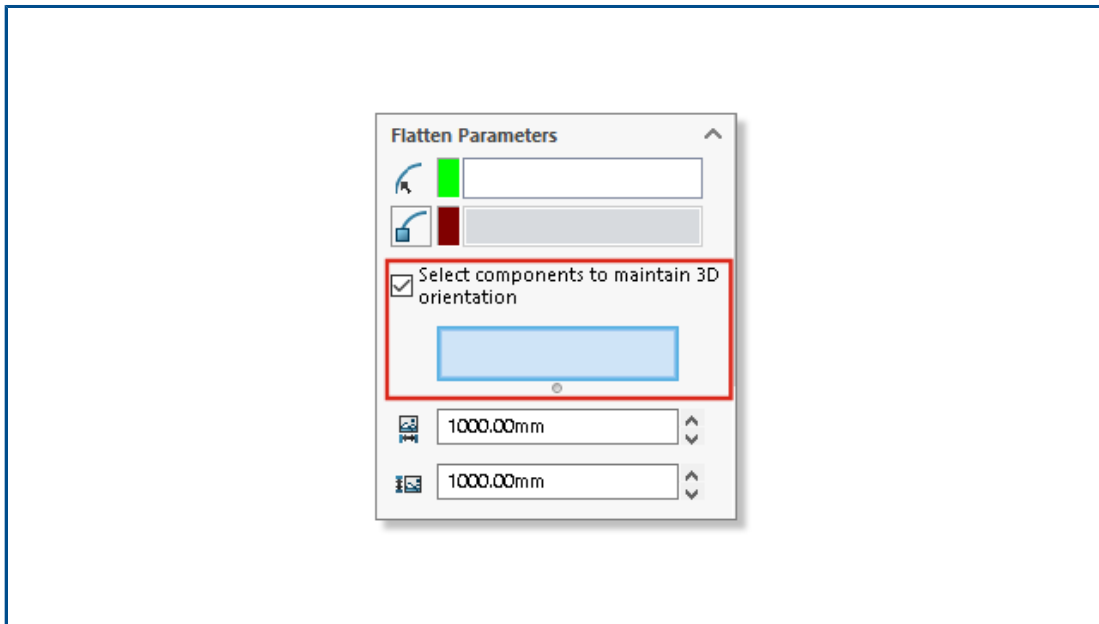 Flatten Parameters
Select components to maintain 3D
orientation
1000.00mm
1000.00mm